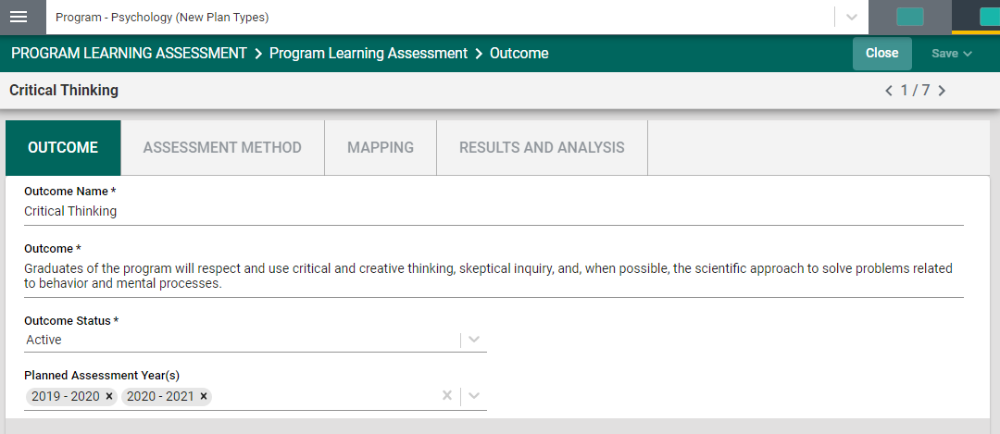 Program - Psychology (New Plan Types)
PROGRAM LEARNING ASSESSMENT > Program Learning Assessment > Outcome
Close
Save
Critical Thinking
< 1 / 7 >
OUTCOME
ASSESSMENT METHOD
MAPPING
RESULTS AND ANALYSIS
Outcome Name *
Critical Thinking
Outcome *
Graduates of the program will respect and use critical and creative thinking, skeptical inquiry, and, when possible, the scientific approach to solve problems related
to behavior and mental processes.
Outcome Status *
Active
Planned Assessment Year(s)
2019 - 2020 × 2020 - 2021 ×